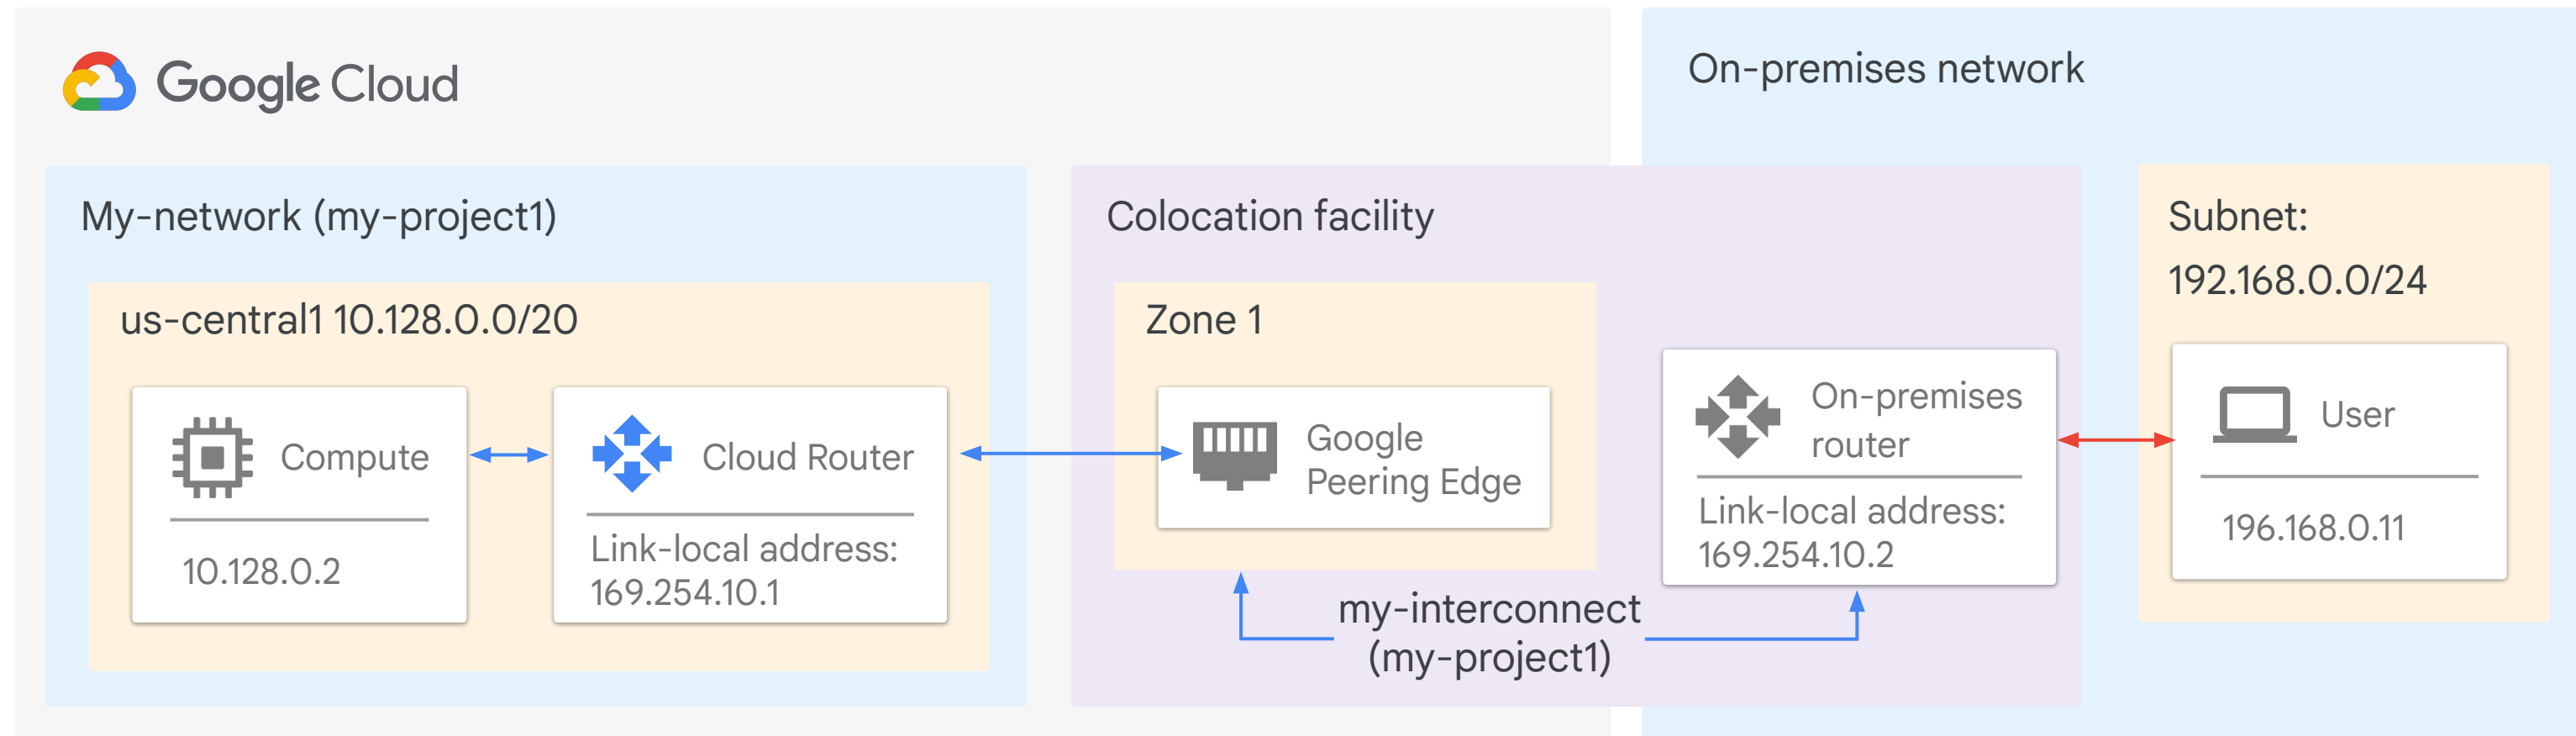 Google Cloud
On-premises network
My-network (my-project1)
us-central1 10.128.0.0/20
Compute
10.128.0.2
Cloud Router
Link-local address:
169.254.10.1
Colocation facility
Zone 1
Google
Peering Edge
my-interconnect
(my-project1)
On-premises
router
Link-local address:
169.254.10.2
Subnet:
192.168.0.0/24
User
196.168.0.11